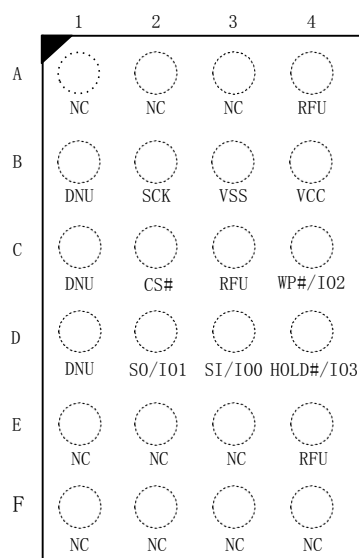 1 2 3 4
A
NC NC NC RFU
B
DNU SCK VSS VCC
C
DNU CS# RFU WP#/IO2
D
DNU SO/IO1 SI/IO0 HOLD#/IO3
E
NC NC NC RFU
F
NC NC NC NC